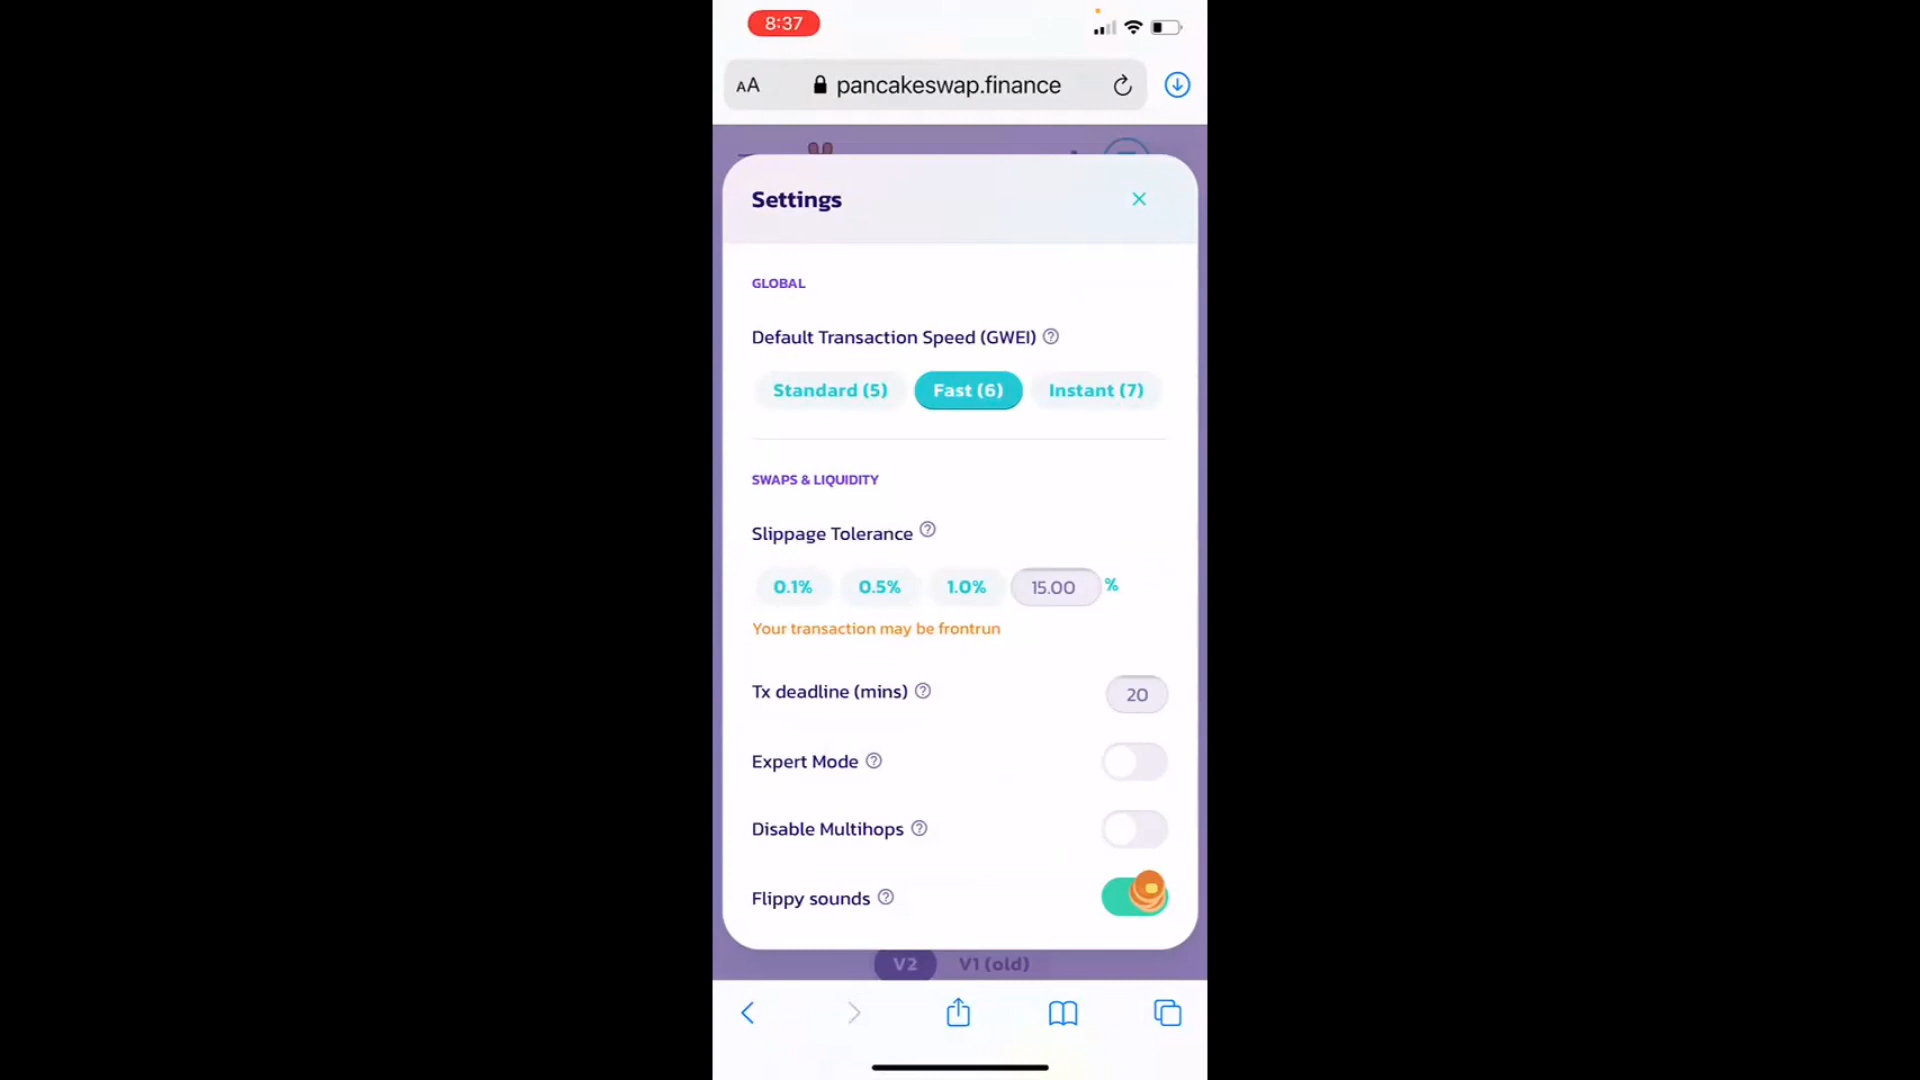 8:37
AA pancakeswap.finance
Settings
GLOBAL
Default Transaction Speed (GWEI) ?
Standard (5) Fast (6) Instant (7)
SWAPS & LIQUIDITY
Slippage Tolerance ?
0.1% 0.5% 1.0% 15.00 %
Your transaction may be frontrun
Tx deadline (mins) ? 20
Expert Mode ?
Disable Multihops ?
Flippy sounds ?
V2 V1 (old)